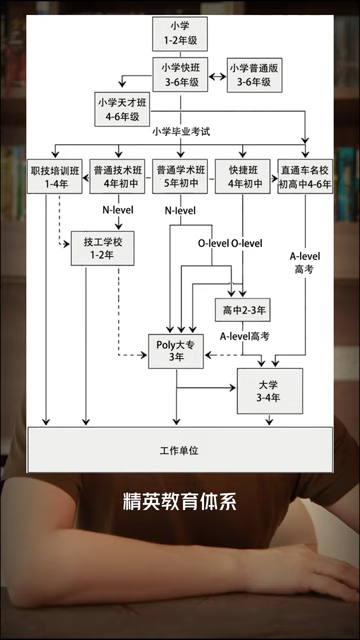 小学
1-2年级
小学快班
3-6年级
小学普通版
3-6年级
小学天才班
4-6年级
小学毕业考试
职技培训班
1-4年
普通技术班
4年初中
普通学术班
5年初中
快捷班
4年初中
直通车名校
初高中4-6年
N-level
N-level
技工学校
1-2年
O-level
O-level
A-level
高考
高中2-3年
A-level高考
Poly大专
3年
大学
3-4年
工作单位
精英教育体系